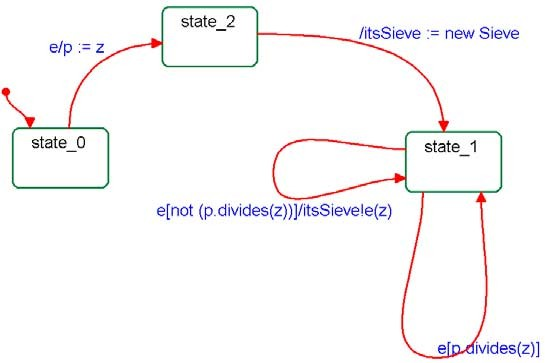 state_2
e/p := z
/itsSieve := new Sieve
state_0
state_1
e[not (p.divides(z))]/itsSieve!e(z)
e[p.divides(z)]